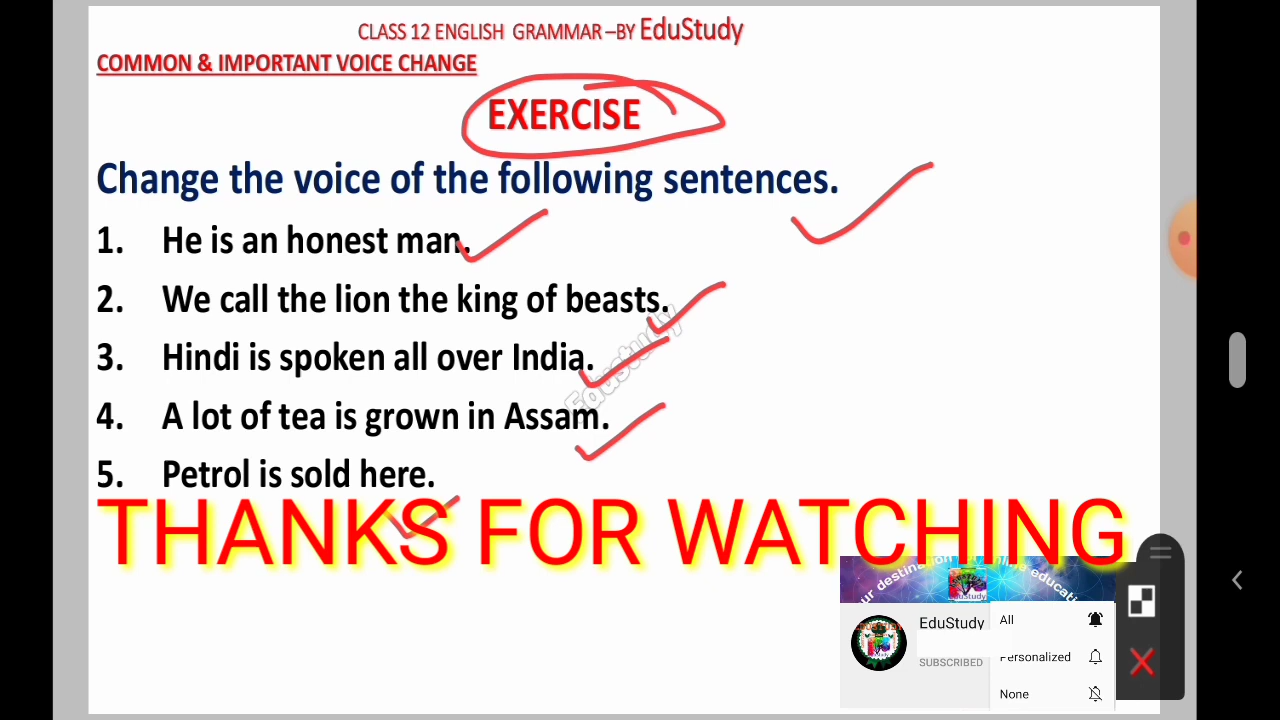 CLASS 12 ENGLISH GRAMMAR –BY EduStudy
COMMON & IMPORTANT VOICE CHANGE
EXERCISE
Change the voice of the following sentences.
1. He is an honest man.
2. We call the lion the king of beasts.
3. Hindi is spoken all over India.
4. A lot of tea is grown in Assam.
5. Petrol is sold here.
Edustudy
THANKS FOR WATCHING
EduStudy
EduStudy
SUBSCRIBED
All
Personalized
None